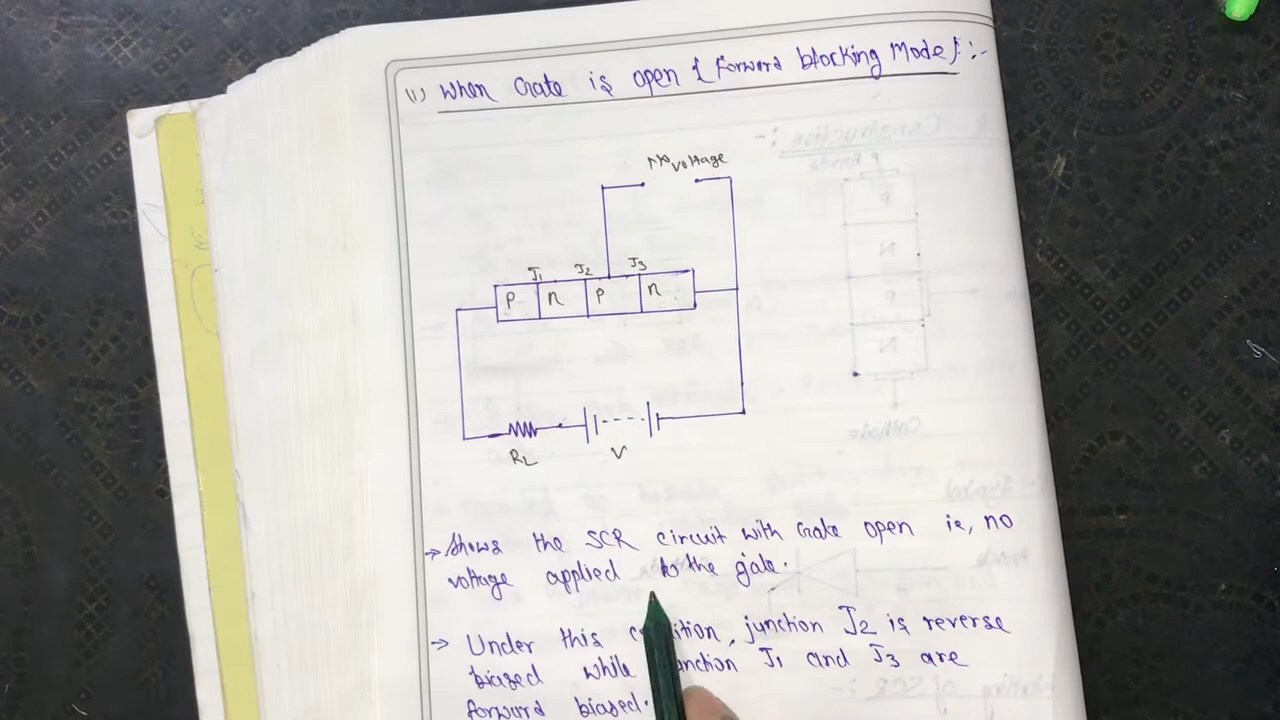 (1) When Gate is open { forward blocking Mode } :-
No voltage
J1 J2 J3
P n P n
RL V
→ Shows the SCR circuit with Gate open ie, no
voltage applied to the gate.
→ Under this condition, junction J2 is reverse
biased while junction J1 and J3 are
forward biased.